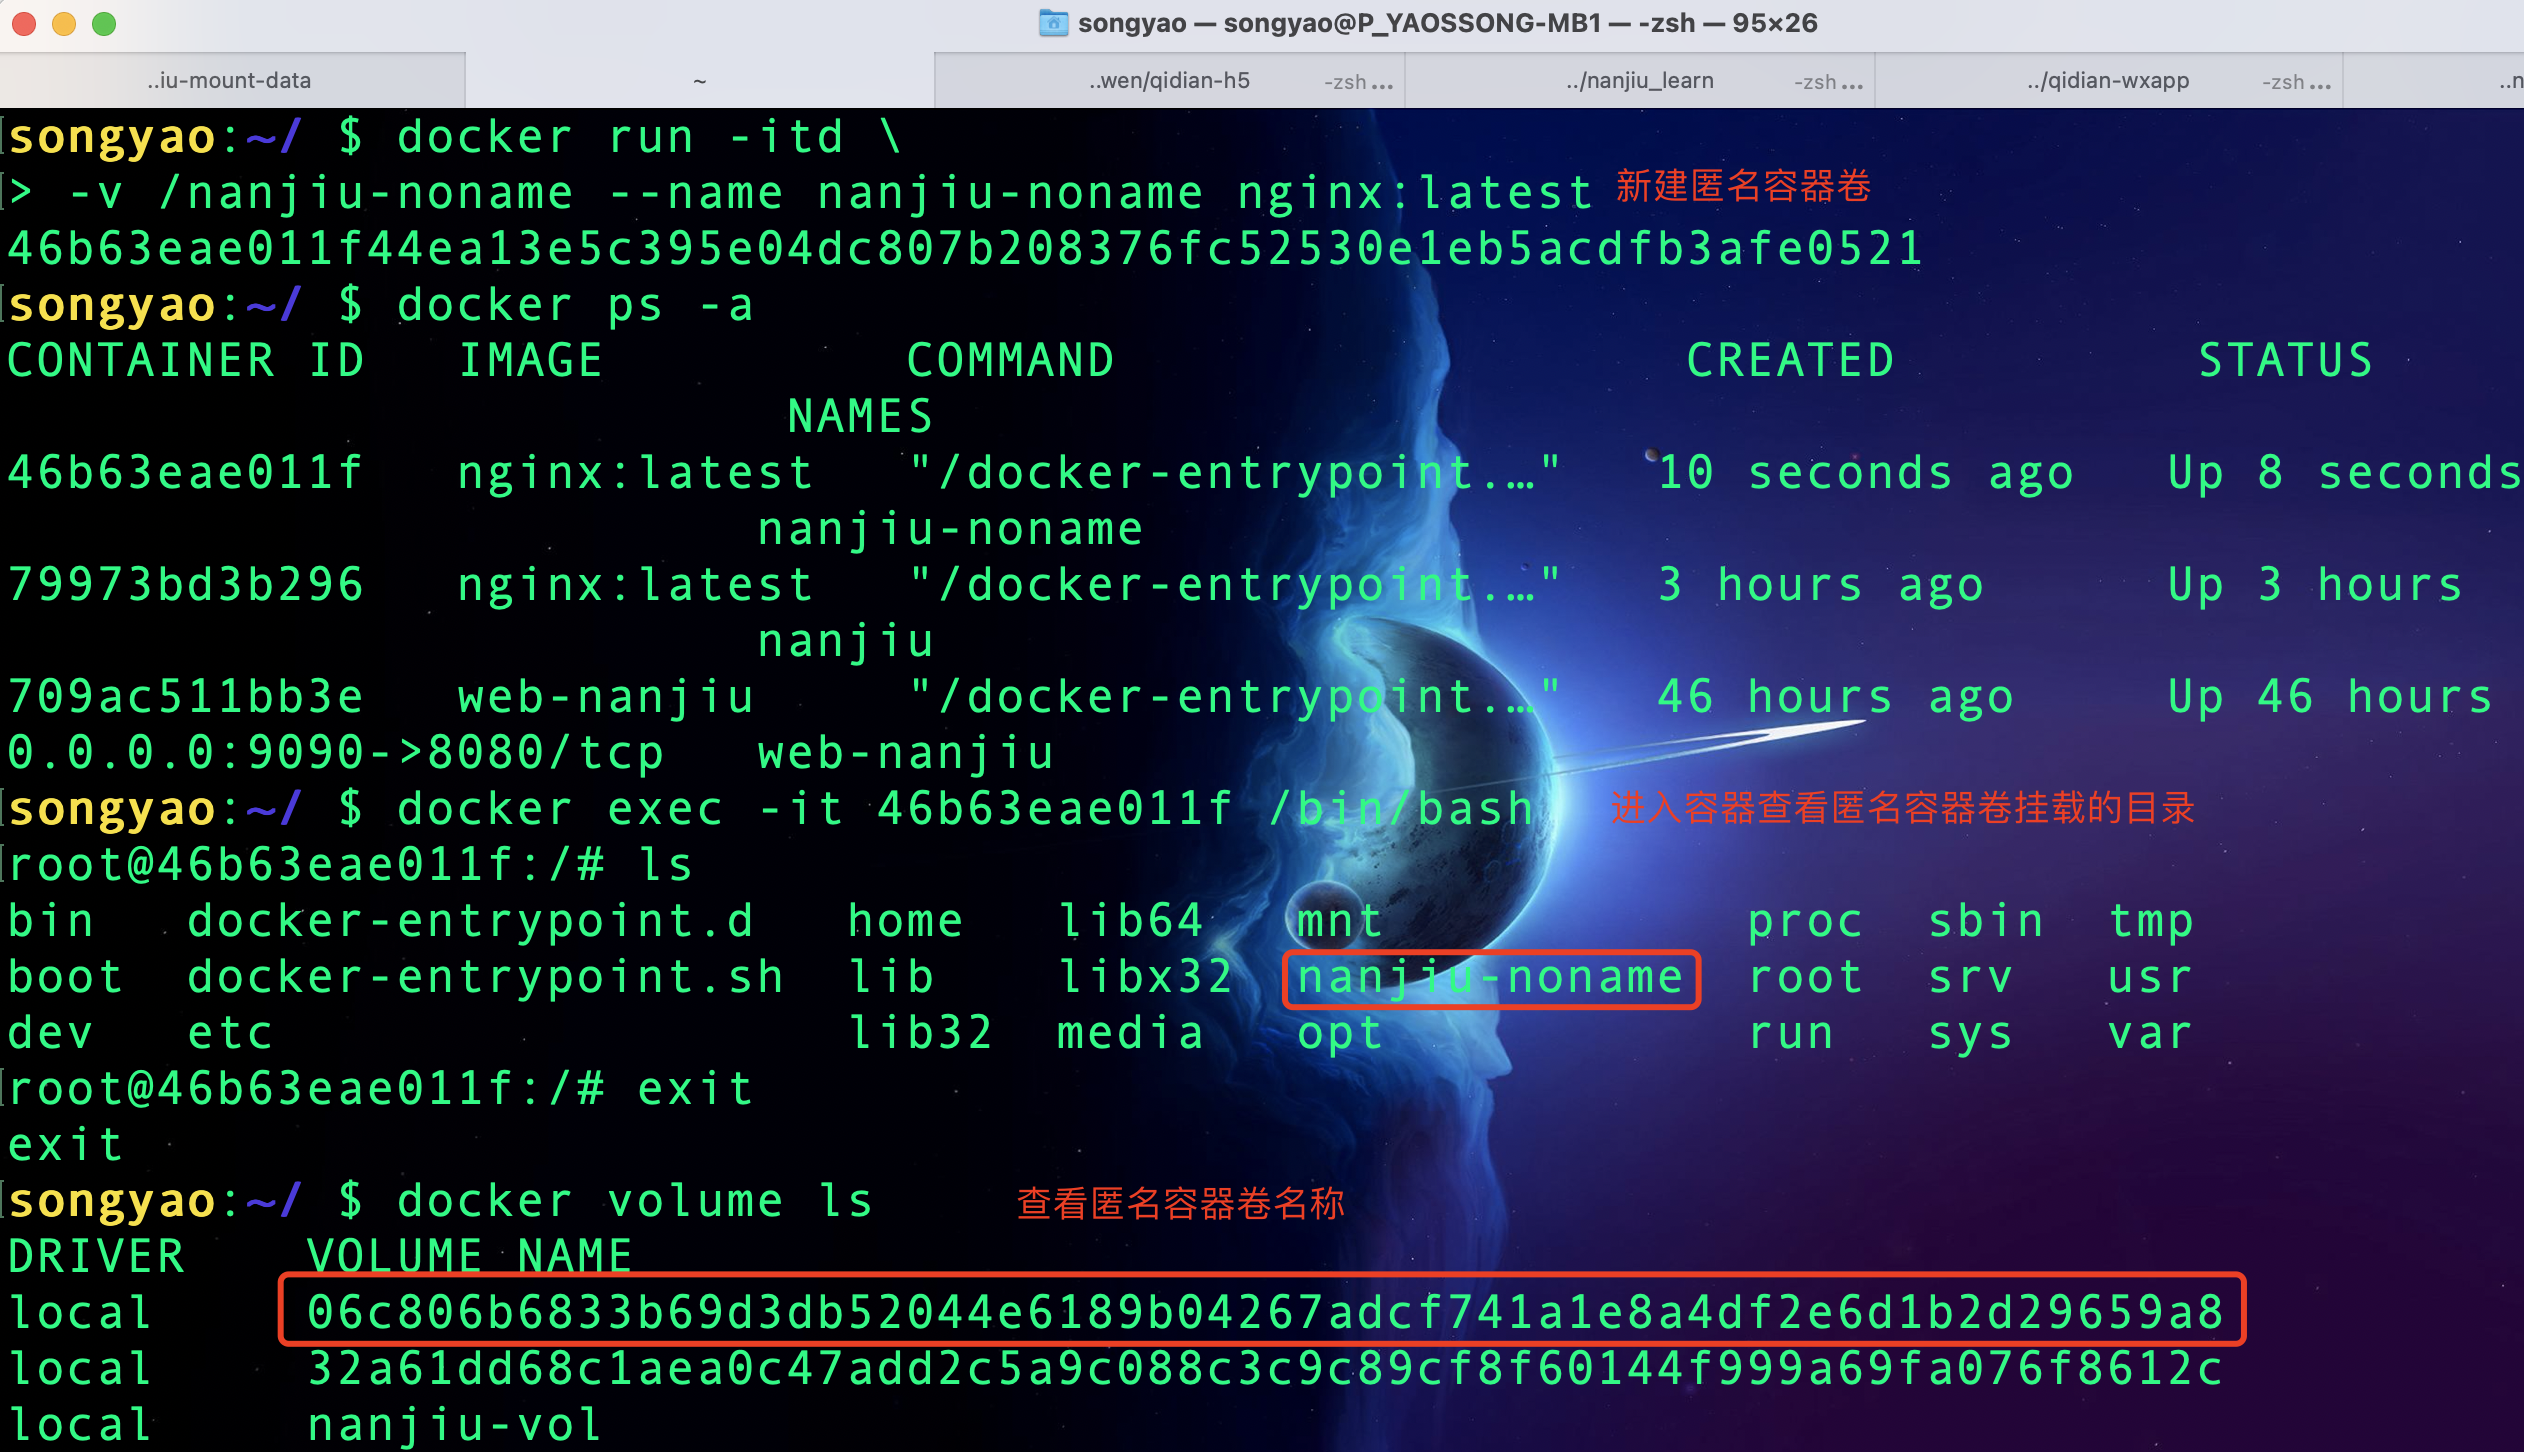 songyao — songyao@P_YAOSSONG-MB1 — -zsh — 95×26
..iu-mount-data ~ ..wen/qidian-h5 -zsh... ../nanjiu_learn -zsh... ../qidian-wxapp -zsh... ..n
songyao:~/ $ docker run -itd \
> -v /nanjiu-noname --name nanjiu-noname nginx:latest 新建匿名容器卷
46b63eae011f44ea13e5c395e04dc807b208376fc52530e1eb5acdfb3afe0521
songyao:~/ $ docker ps -a
CONTAINER ID IMAGE COMMAND CREATED STATUS
NAMES
46b63eae011f nginx:latest "/docker-entrypoint.…" 10 seconds ago Up 8 seconds
nanjiu-noname
79973bd3b296 nginx:latest "/docker-entrypoint.…" 3 hours ago Up 3 hours
nanjiu
709ac511bb3e web-nanjiu "/docker-entrypoint.…" 46 hours ago Up 46 hours
0.0.0.0:9090->8080/tcp web-nanjiu
songyao:~/ $ docker exec -it 46b63eae011f /bin/bash 进入容器查看匿名容器卷挂载的目录
root@46b63eae011f:/# ls
bin docker-entrypoint.d home lib64 mnt proc sbin tmp
boot docker-entrypoint.sh lib libx32 nanjiu-noname root srv usr
dev etc lib32 media opt run sys var
root@46b63eae011f:/# exit
exit
songyao:~/ $ docker volume ls 查看匿名容器卷名称
DRIVER VOLUME NAME
local 06c806b6833b69d3db52044e6189b04267adcf741a1e8a4df2e6d1b2d29659a8
local 32a61dd68c1aea0c47add2c5a9c088c3c9c89cf8f60144f999a69fa076f8612c
local nanjiu-vol